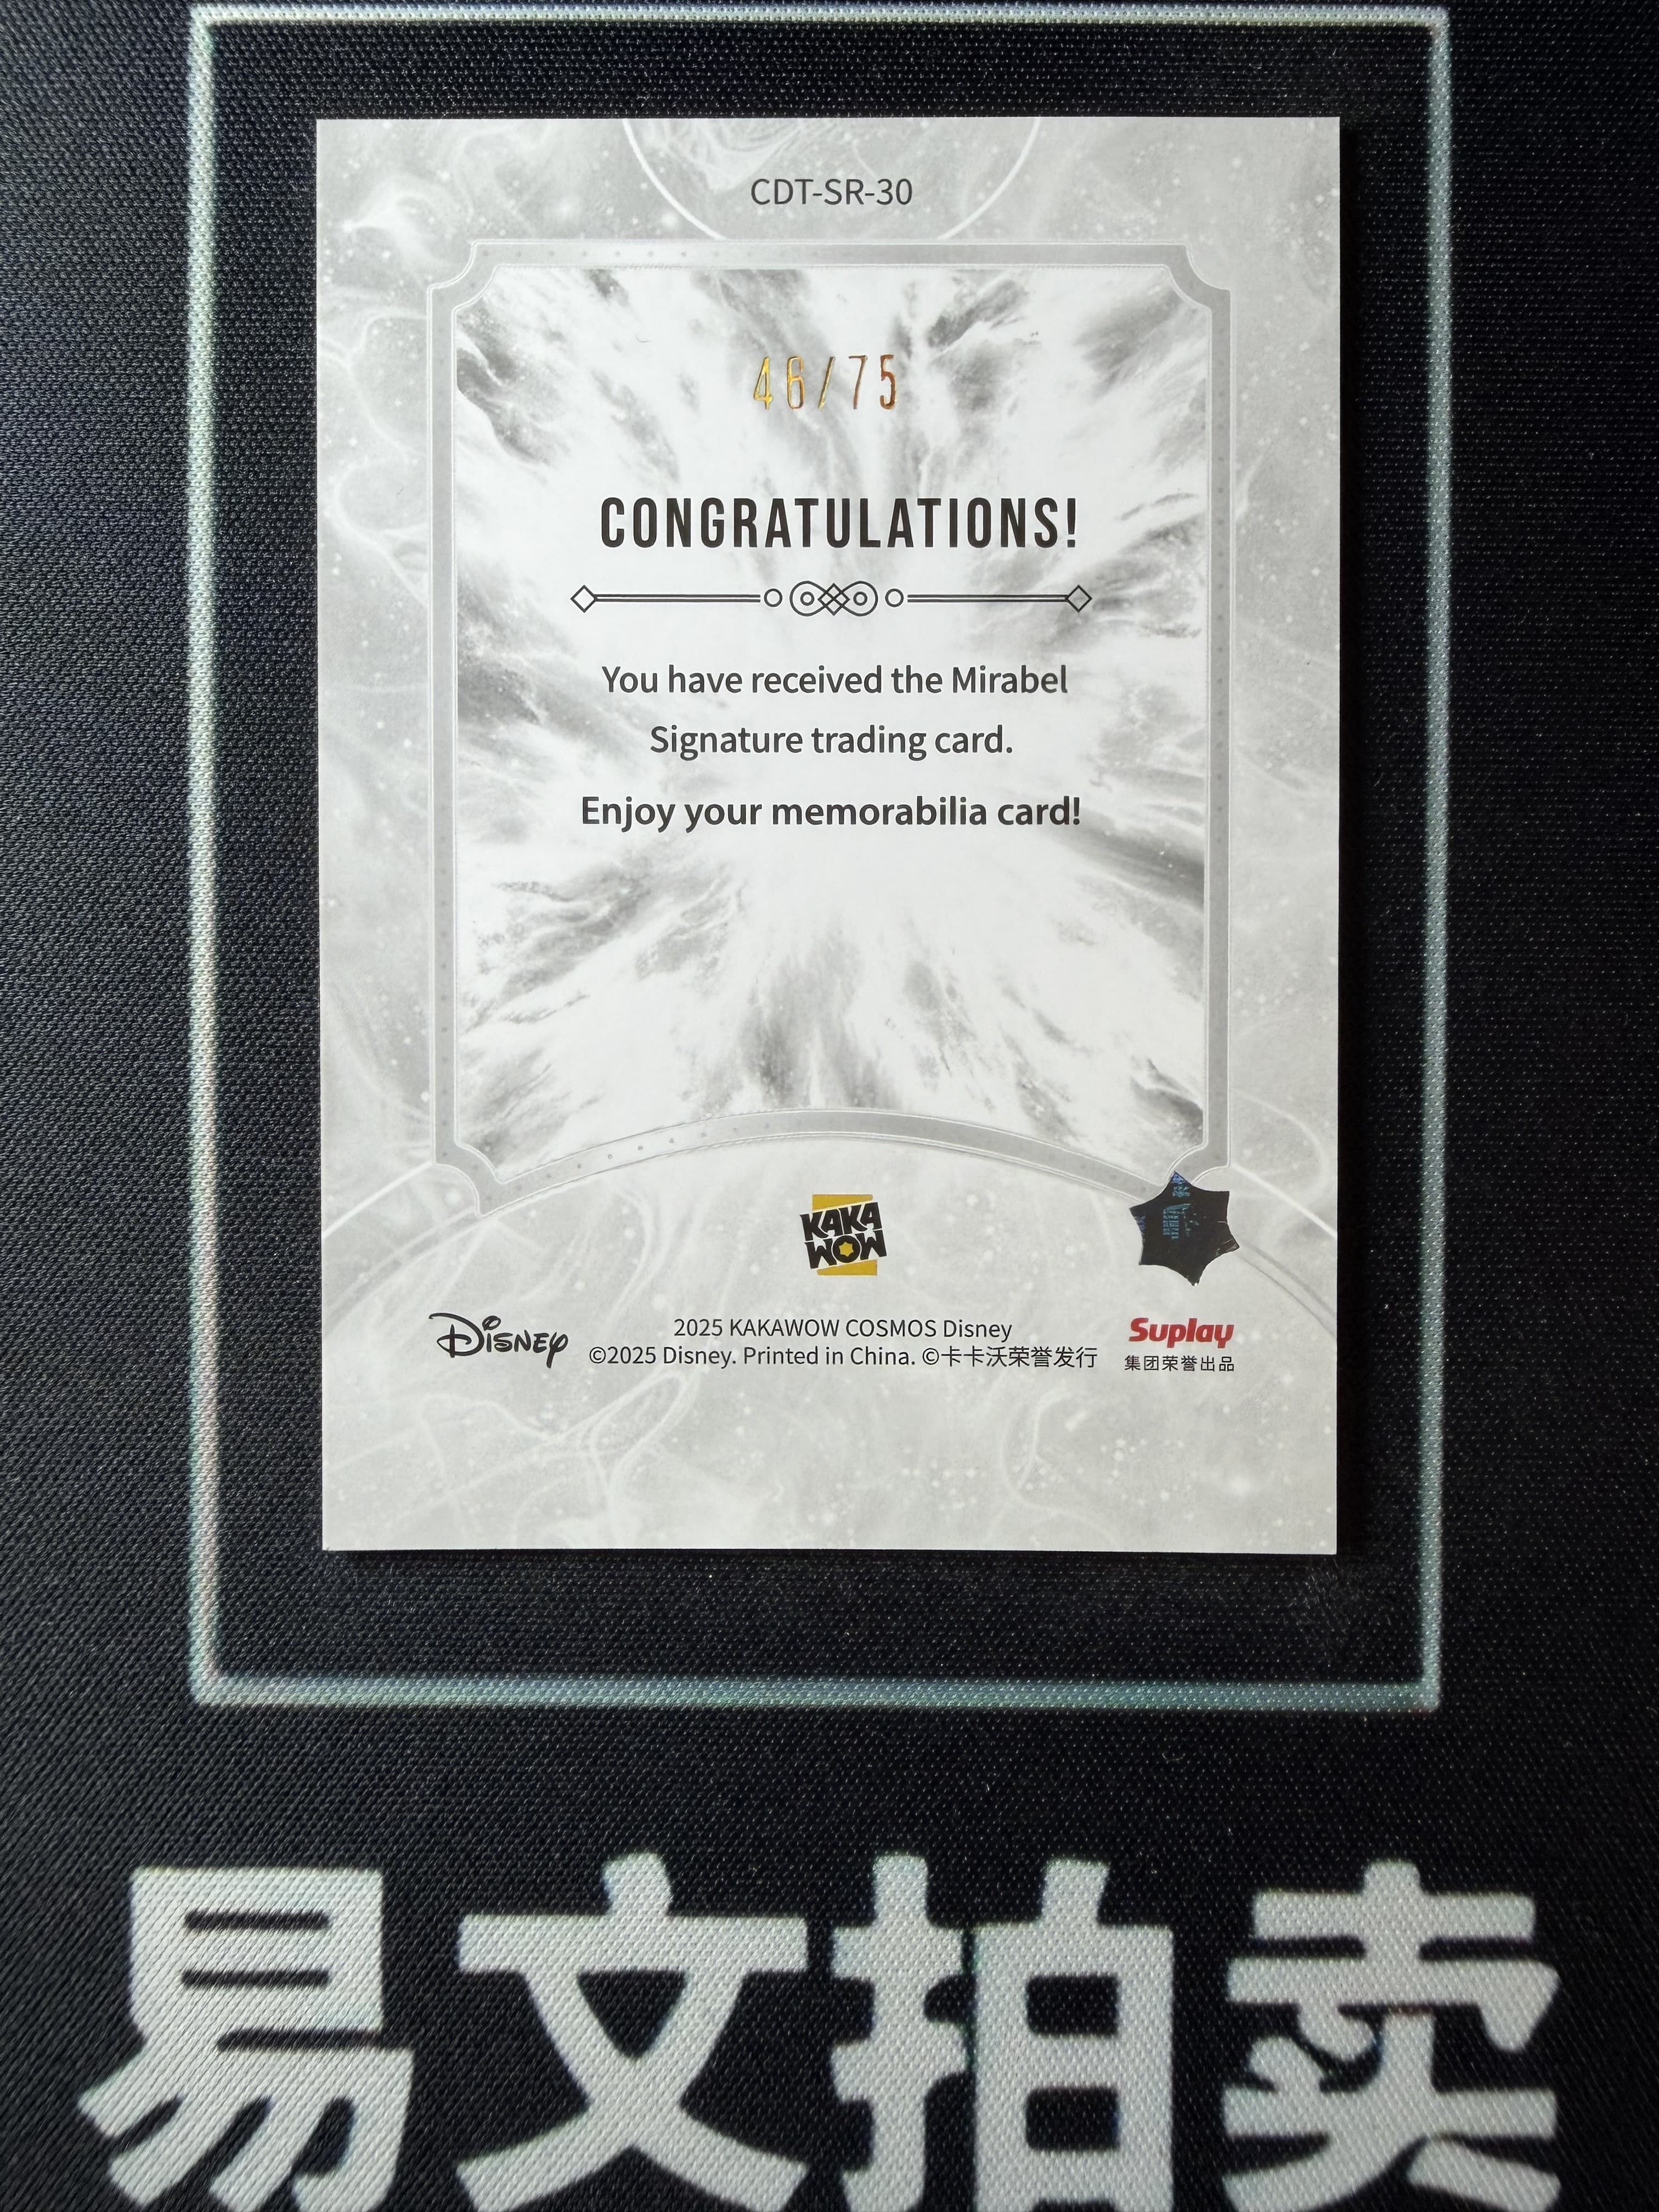 CDT-SR-30
46/75
CONGRATULATIONS!
You have received the Mirabel
Signature trading card.
Enjoy your memorabilia card!
KAKA
WOW
Disney
2025 KAKAWOW COSMOS Disney
©2025 Disney. Printed in China. ©卡卡沃荣誉发行
Suplay
集团荣誉出品
易文拍卖